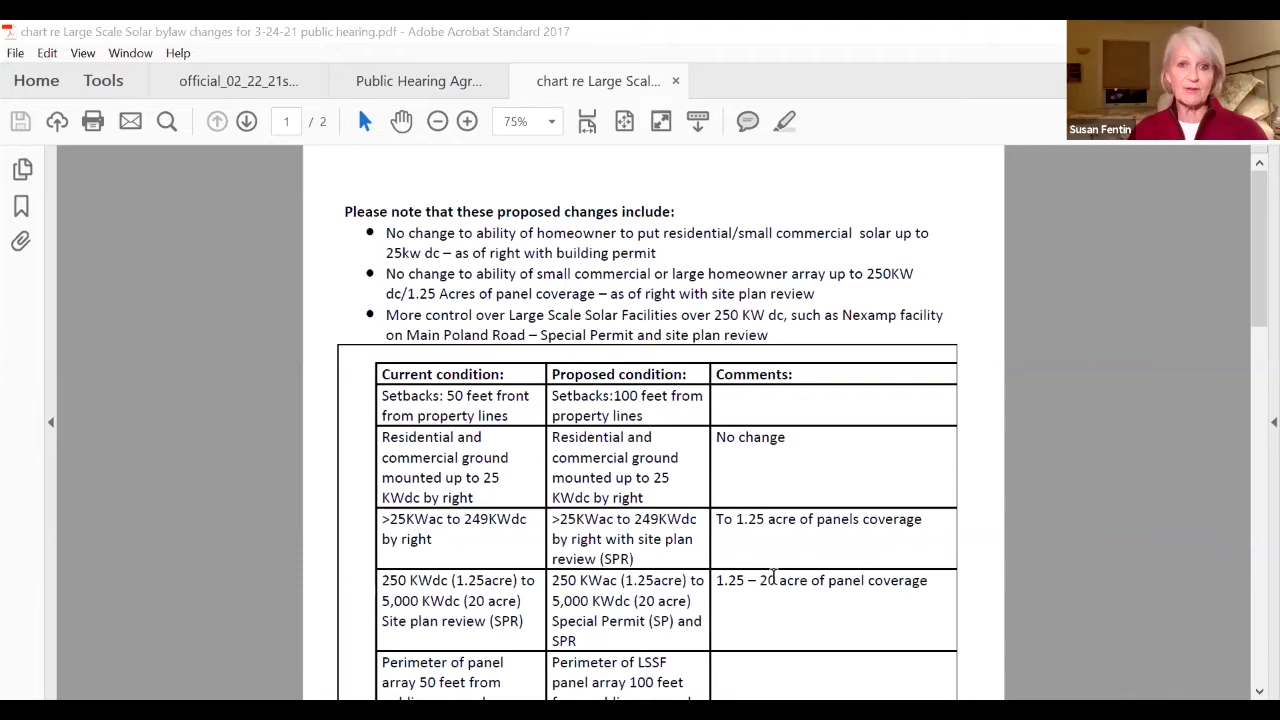 chart re Large Scale Solar bylaw changes for 3-24-21 public hearing.pdf - Adobe Acrobat Standard 2017
File Edit View Window Help
Home Tools official_02_22_21s... Public Hearing Agr... chart re Large Scal... ×
1 / 2 75%
Susan Fentin
Please note that these proposed changes include:
● No change to ability of homeowner to put residential/small commercial solar up to
25kw dc – as of right with building permit
● No change to ability of small commercial or large homeowner array up to 250KW
dc/1.25 Acres of panel coverage – as of right with site plan review
● More control over Large Scale Solar Facilities over 250 KW dc, such as Nexamp facility
on Main Poland Road – Special Permit and site plan review
Current condition:
Proposed condition:
Comments:
Setbacks: 50 feet front
from property lines
Setbacks:100 feet from
property lines
Residential and
commercial ground
mounted up to 25
KWdc by right
Residential and
commercial ground
mounted up to 25
KWdc by right
No change
>25KWac to 249KWdc
by right
>25KWac to 249KWdc
by right with site plan
review (SPR)
To 1.25 acre of panels coverage
250 KWdc (1.25acre) to
5,000 KWdc (20 acre)
Site plan review (SPR)
250 KWac (1.25acre) to
5,000 KWdc (20 acre)
Special Permit (SP) and
SPR
1.25 – 20 acre of panel coverage
Perimeter of panel
array 50 feet from
Perimeter of LSSF
panel array 100 feet